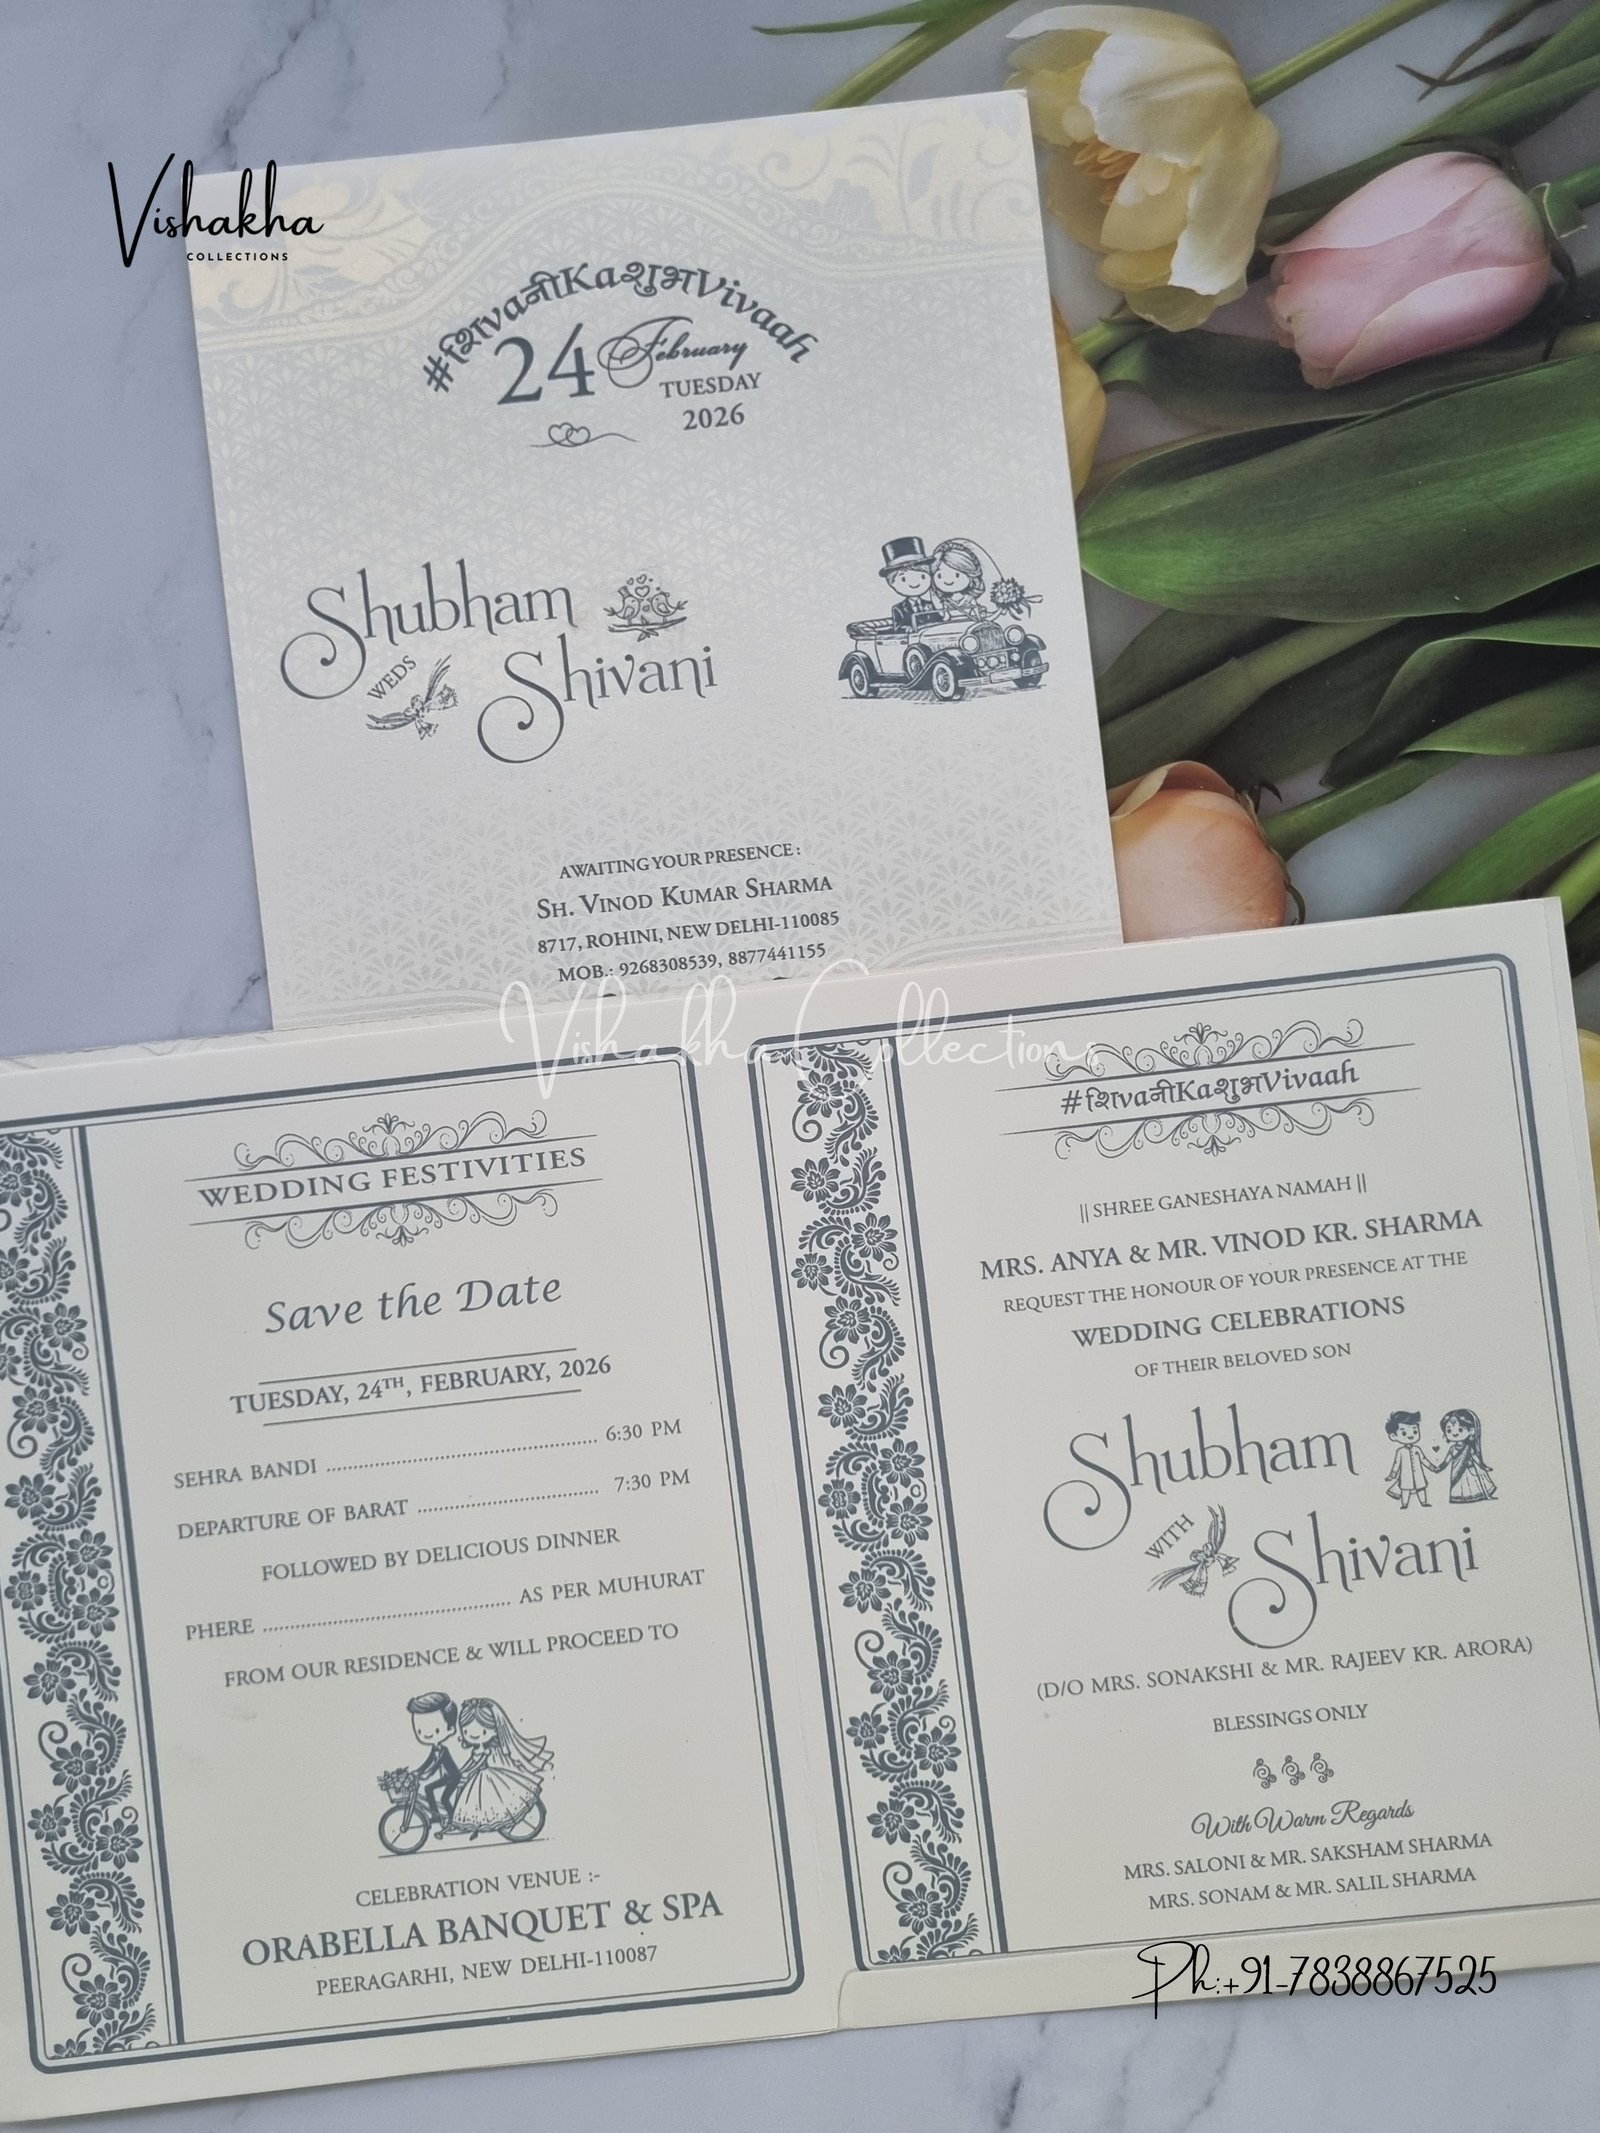 Vishakha
COLLECTIONS
#शिvaनीKaशुभVivaah
24 February
TUESDAY
2026
Shubham
WEDS
Shivani
AWAITING YOUR PRESENCE :
SH. VINOD KUMAR SHARMA
8717, ROHINI, NEW DELHI-110085
MOB.: 9268308539, 8877441155
Vishakha Collections
WEDDING FESTIVITIES
Save the Date
TUESDAY, 24TH, FEBRUARY, 2026
SEHRA BANDI ................................................ 6:30 PM
DEPARTURE OF BARAT ................................ 7:30 PM
FOLLOWED BY DELICIOUS DINNER
PHERE ............................................ AS PER MUHURAT
FROM OUR RESIDENCE & WILL PROCEED TO
CELEBRATION VENUE :-
ORABELLA BANQUET & SPA
PEERAGARHI, NEW DELHI-110087
#शिvaनीKaशुभVivaah
|| SHREE GANESHAYA NAMAH ||
MRS. ANYA & MR. VINOD KR. SHARMA
REQUEST THE HONOUR OF YOUR PRESENCE AT THE
WEDDING CELEBRATIONS
OF THEIR BELOVED SON
Shubham
WITH
Shivani
(D/O MRS. SONAKSHI & MR. RAJEEV KR. ARORA)
BLESSINGS ONLY
With Warm Regards
MRS. SALONI & MR. SAKSHAM SHARMA
MRS. SONAM & MR. SALIL SHARMA
Ph:+91-7838867525